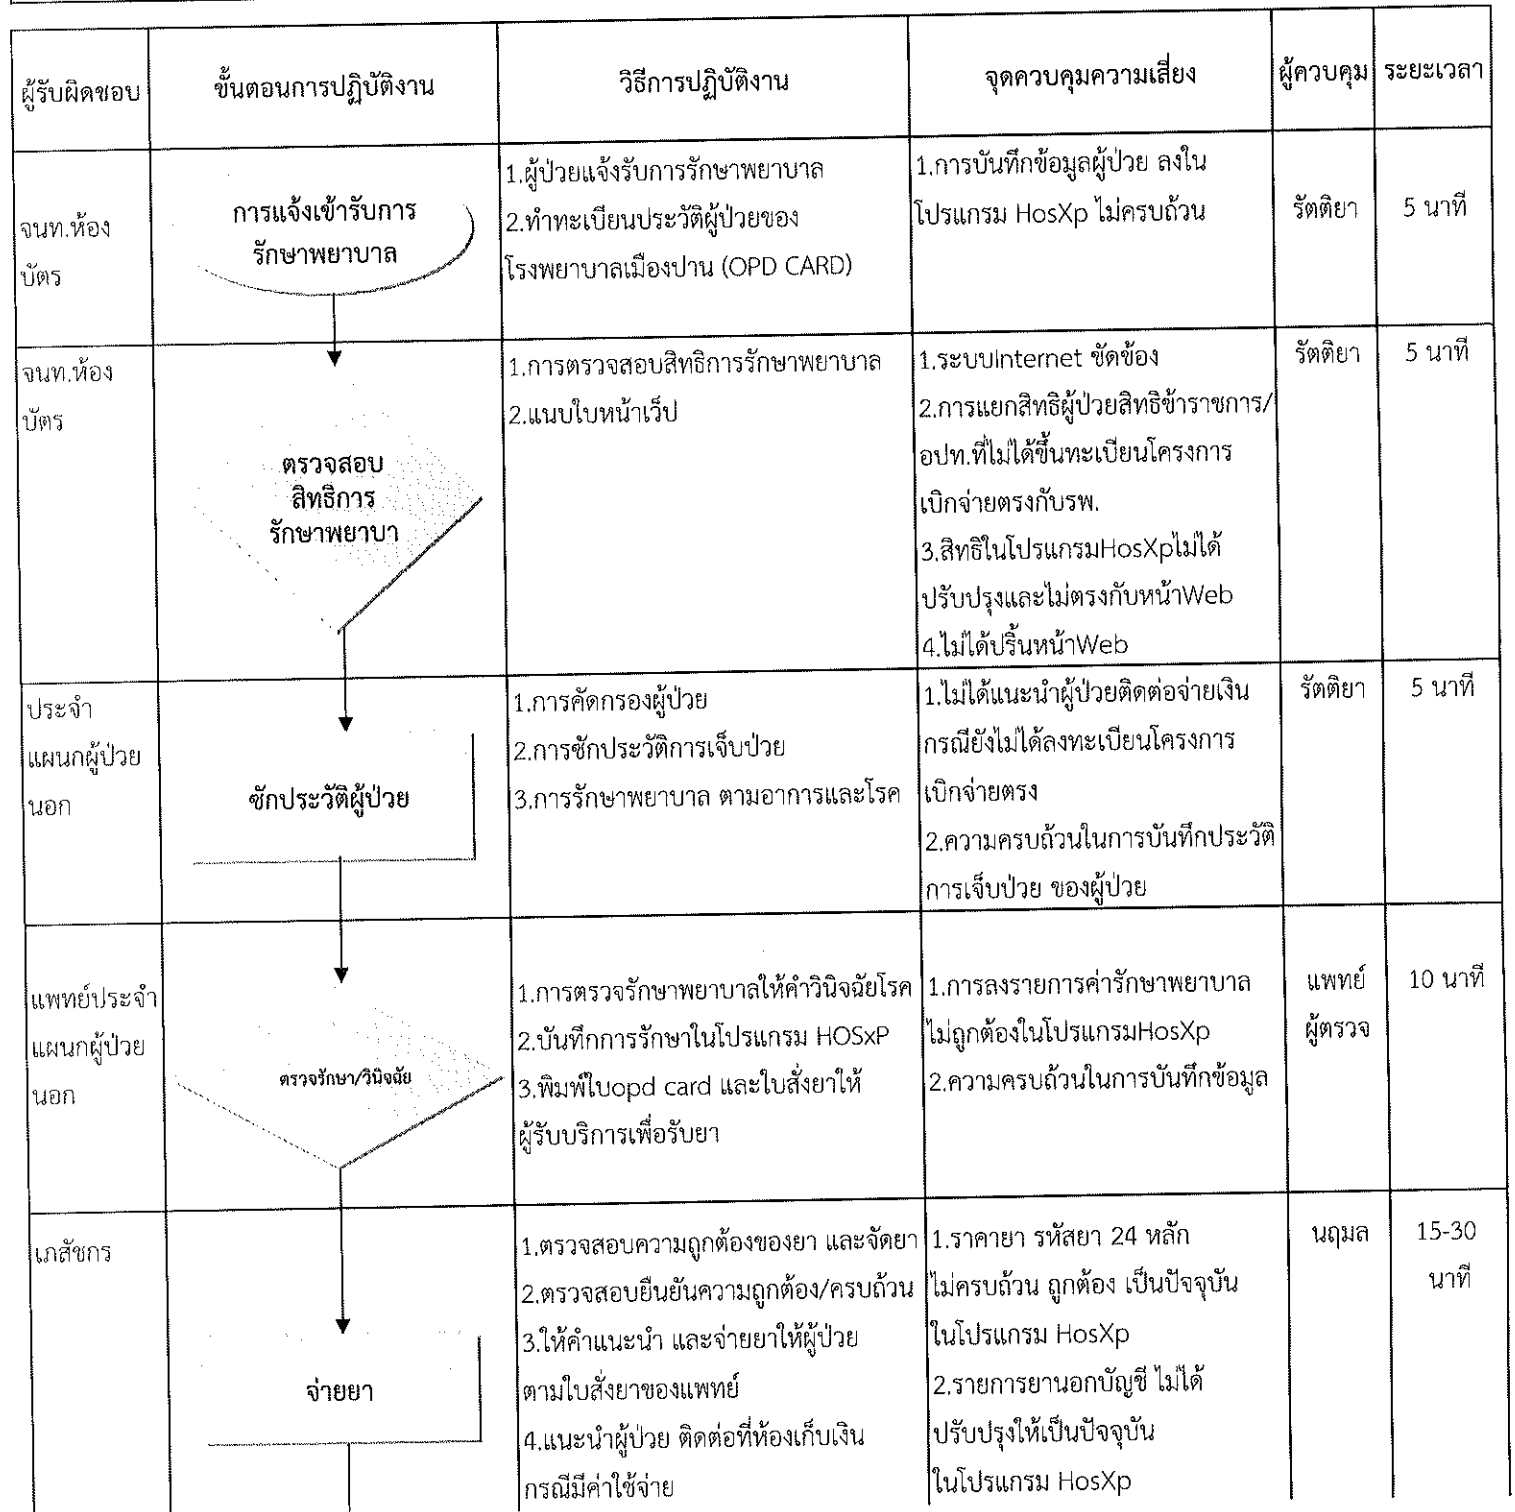 ผู้รับผิดชอบ
ขั้นตอนการปฏิบัติงาน
วิธีการปฏิบัติงาน
จุดควบคุมความเสี่ยง
ผู้ควบคุม
ระยะเวลา
จนท.ห้อง
บัตร
การแจ้งเข้ารับการ
รักษาพยาบาล
1.ผู้ป่วยแจ้งรับการรักษาพยาบาล
2.ทำทะเบียนประวัติผู้ป่วยของ
โรงพยาบาลเมืองปาน (OPD CARD)
1.การบันทึกข้อมูลผู้ป่วย ลงใน
โปรแกรม HosXp ไม่ครบถ้วน
รัตติยา
5 นาที
จนท.ห้อง
บัตร
ตรวจสอบ
สิทธิการ
รักษาพยาบา
1.การตรวจสอบสิทธิการรักษาพยาบาล
2.แนบใบหน้าเว็ป
1.ระบบInternet ขัดข้อง
2.การแยกสิทธิผู้ป่วยสิทธิข้าราชการ/
อปท.ที่ไม่ได้ขึ้นทะเบียนโครงการ
เบิกจ่ายตรงกับรพ.
3.สิทธิในโปรแกรมHosXpไม่ได้
ปรับปรุงและไม่ตรงกับหน้าWeb
4.ไม่ได้ปริ้นหน้าWeb
รัตติยา
5 นาที
ประจำ
แผนกผู้ป่วย
นอก
ซักประวัติผู้ป่วย
1.การคัดกรองผู้ป่วย
2.การซักประวัติการเจ็บป่วย
3.การรักษาพยาบาล ตามอาการและโรค
1.ไม่ได้แนะนำผู้ป่วยติดต่อจ่ายเงิน
กรณียังไม่ได้ลงทะเบียนโครงการ
เบิกจ่ายตรง
2.ความครบถ้วนในการบันทึกประวัติ
การเจ็บป่วย ของผู้ป่วย
รัตติยา
5 นาที
แพทย์ประจำ
แผนกผู้ป่วย
นอก
ตรวจรักษา/วินิจฉัย
1.การตรวจรักษาพยาบาลให้คำวินิจฉัยโรค
2.บันทึกการรักษาในโปรแกรม HOSxP
3.พิมพ์ใบopd card และใบสั่งยาให้
ผู้รับบริการเพื่อรับยา
1.การลงรายการค่ารักษาพยาบาล
ไม่ถูกต้องในโปรแกรมHosXp
2.ความครบถ้วนในการบันทึกข้อมูล
แพทย์
ผู้ตรวจ
10 นาที
เภสัชกร
จ่ายยา
1.ตรวจสอบความถูกต้องของยา และจัดยา
2.ตรวจสอบยืนยันความถูกต้อง/ครบถ้วน
3.ให้คำแนะนำ และจ่ายยาให้ผู้ป่วย
ตามใบสั่งยาของแพทย์
4.แนะนำผู้ป่วย ติดต่อที่ห้องเก็บเงิน
กรณีมีค่าใช้จ่าย
1.ราคายา รหัสยา 24 หลัก
ไม่ครบถ้วน ถูกต้อง เป็นปัจจุบัน
ในโปรแกรม HosXp
2.รายการยานอกบัญชี ไม่ได้
ปรับปรุงให้เป็นปัจจุบัน
ในโปรแกรม HosXp
นฤมล
15-30
นาที